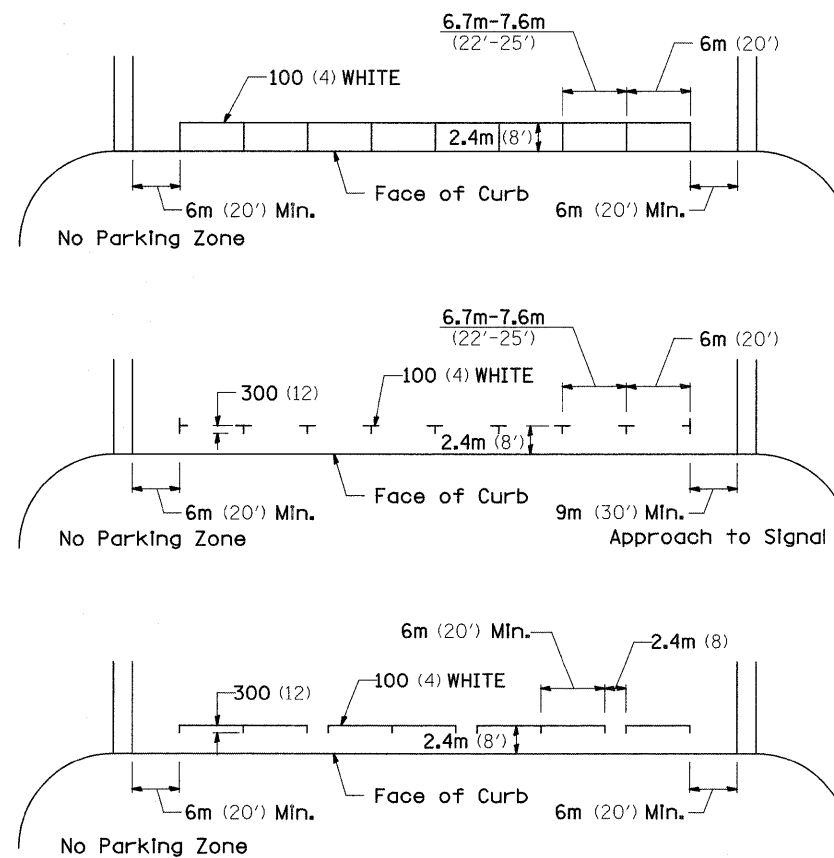 6.7m-7.6m
(22'-25')
6m (20')
100 (4) WHITE
2.4m (8')
Face of Curb
6m (20') Min.
6m (20') Min.
No Parking Zone
6.7m-7.6m
(22'-25')
6m (20')
300 (12)
100 (4) WHITE
2.4m (8')
Face of Curb
6m (20') Min.
9m (30') Min.
No Parking Zone
Approach to Signal
6m (20') Min.
2.4m (8)
300 (12)
100 (4) WHITE
2.4m (8')
Face of Curb
6m (20') Min.
6m (20') Min.
No Parking Zone